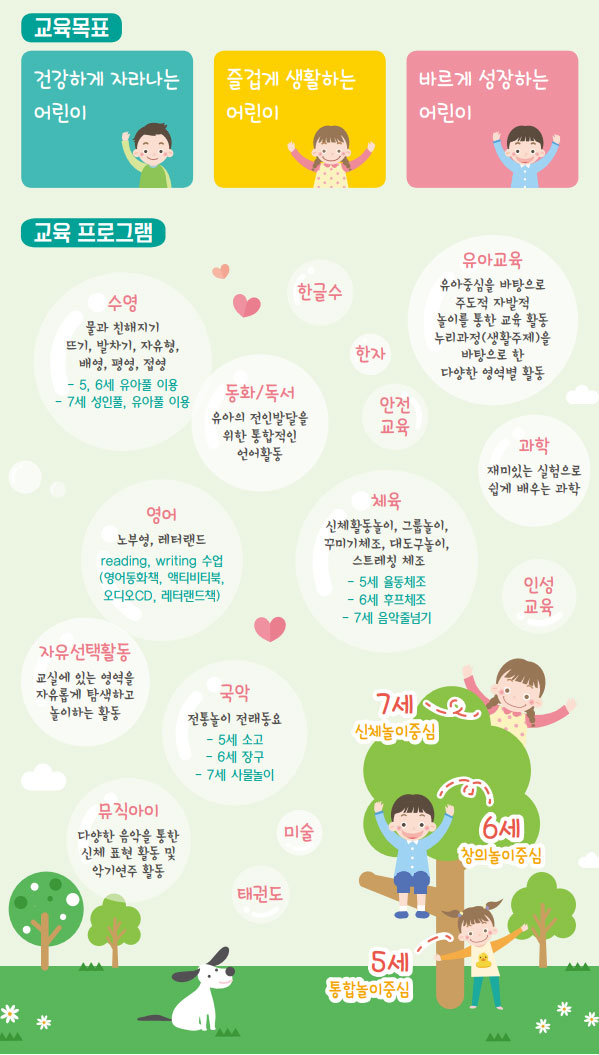 교육목표
건강하게 자라나는
어린이
즐겁게 생활하는
어린이
바르게 성장하는
어린이
교육 프로그램
수영
물과 친해지기
뜨기, 발차기, 자유형,
배영, 평영, 접영
- 5, 6세 유아풀 이용
- 7세 성인풀, 유아풀 이용
한글수
유아교육
유아중심을 바탕으로
주도적 자발적
놀이를 통한 교육 활동
누리과정(생활주제)을
바탕으로 한
다양한 영역별 활동
한자
동화/독서
유아의 전인발달을
위한 통합적인
언어활동
안전
교육
과학
재미있는 실험으로
쉽게 배우는 과학
영어
노부영, 레터랜드
reading, writing 수업
(영어동화책, 액티비티북,
오디오CD, 레터랜드책)
체육
신체활동놀이, 그룹놀이,
꾸미기체조, 대도구놀이,
스트레칭 체조
- 5세 율동체조
- 6세 후프체조
- 7세 음악줄넘기
인성
교육
자유선택활동
교실에 있는 영역을
자유롭게 탐색하고
놀이하는 활동
국악
전통놀이 전래동요
- 5세 소고
- 6세 장구
- 7세 사물놀이
7세
신체놀이중심
뮤직아이
다양한 음악을 통한
신체 표현 활동 및
악기연주 활동
미술
6세
창의놀이중심
태권도
5세
통합놀이중심